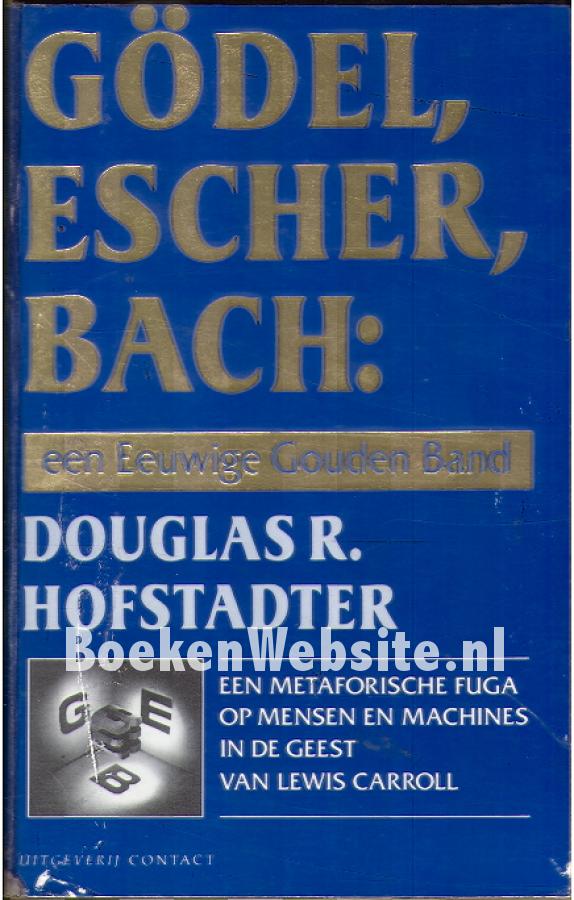 GÖDEL,
ESCHER,
BACH:
een Eeuwige Gouden Band
DOUGLAS R.
HOFSTADTER
BoekenWebsite.nl
G E
B
EEN METAFORISCHE FUGA
OP MENSEN EN MACHINES
IN DE GEEST
VAN LEWIS CARROLL
UITGEVERIJ CONTACT